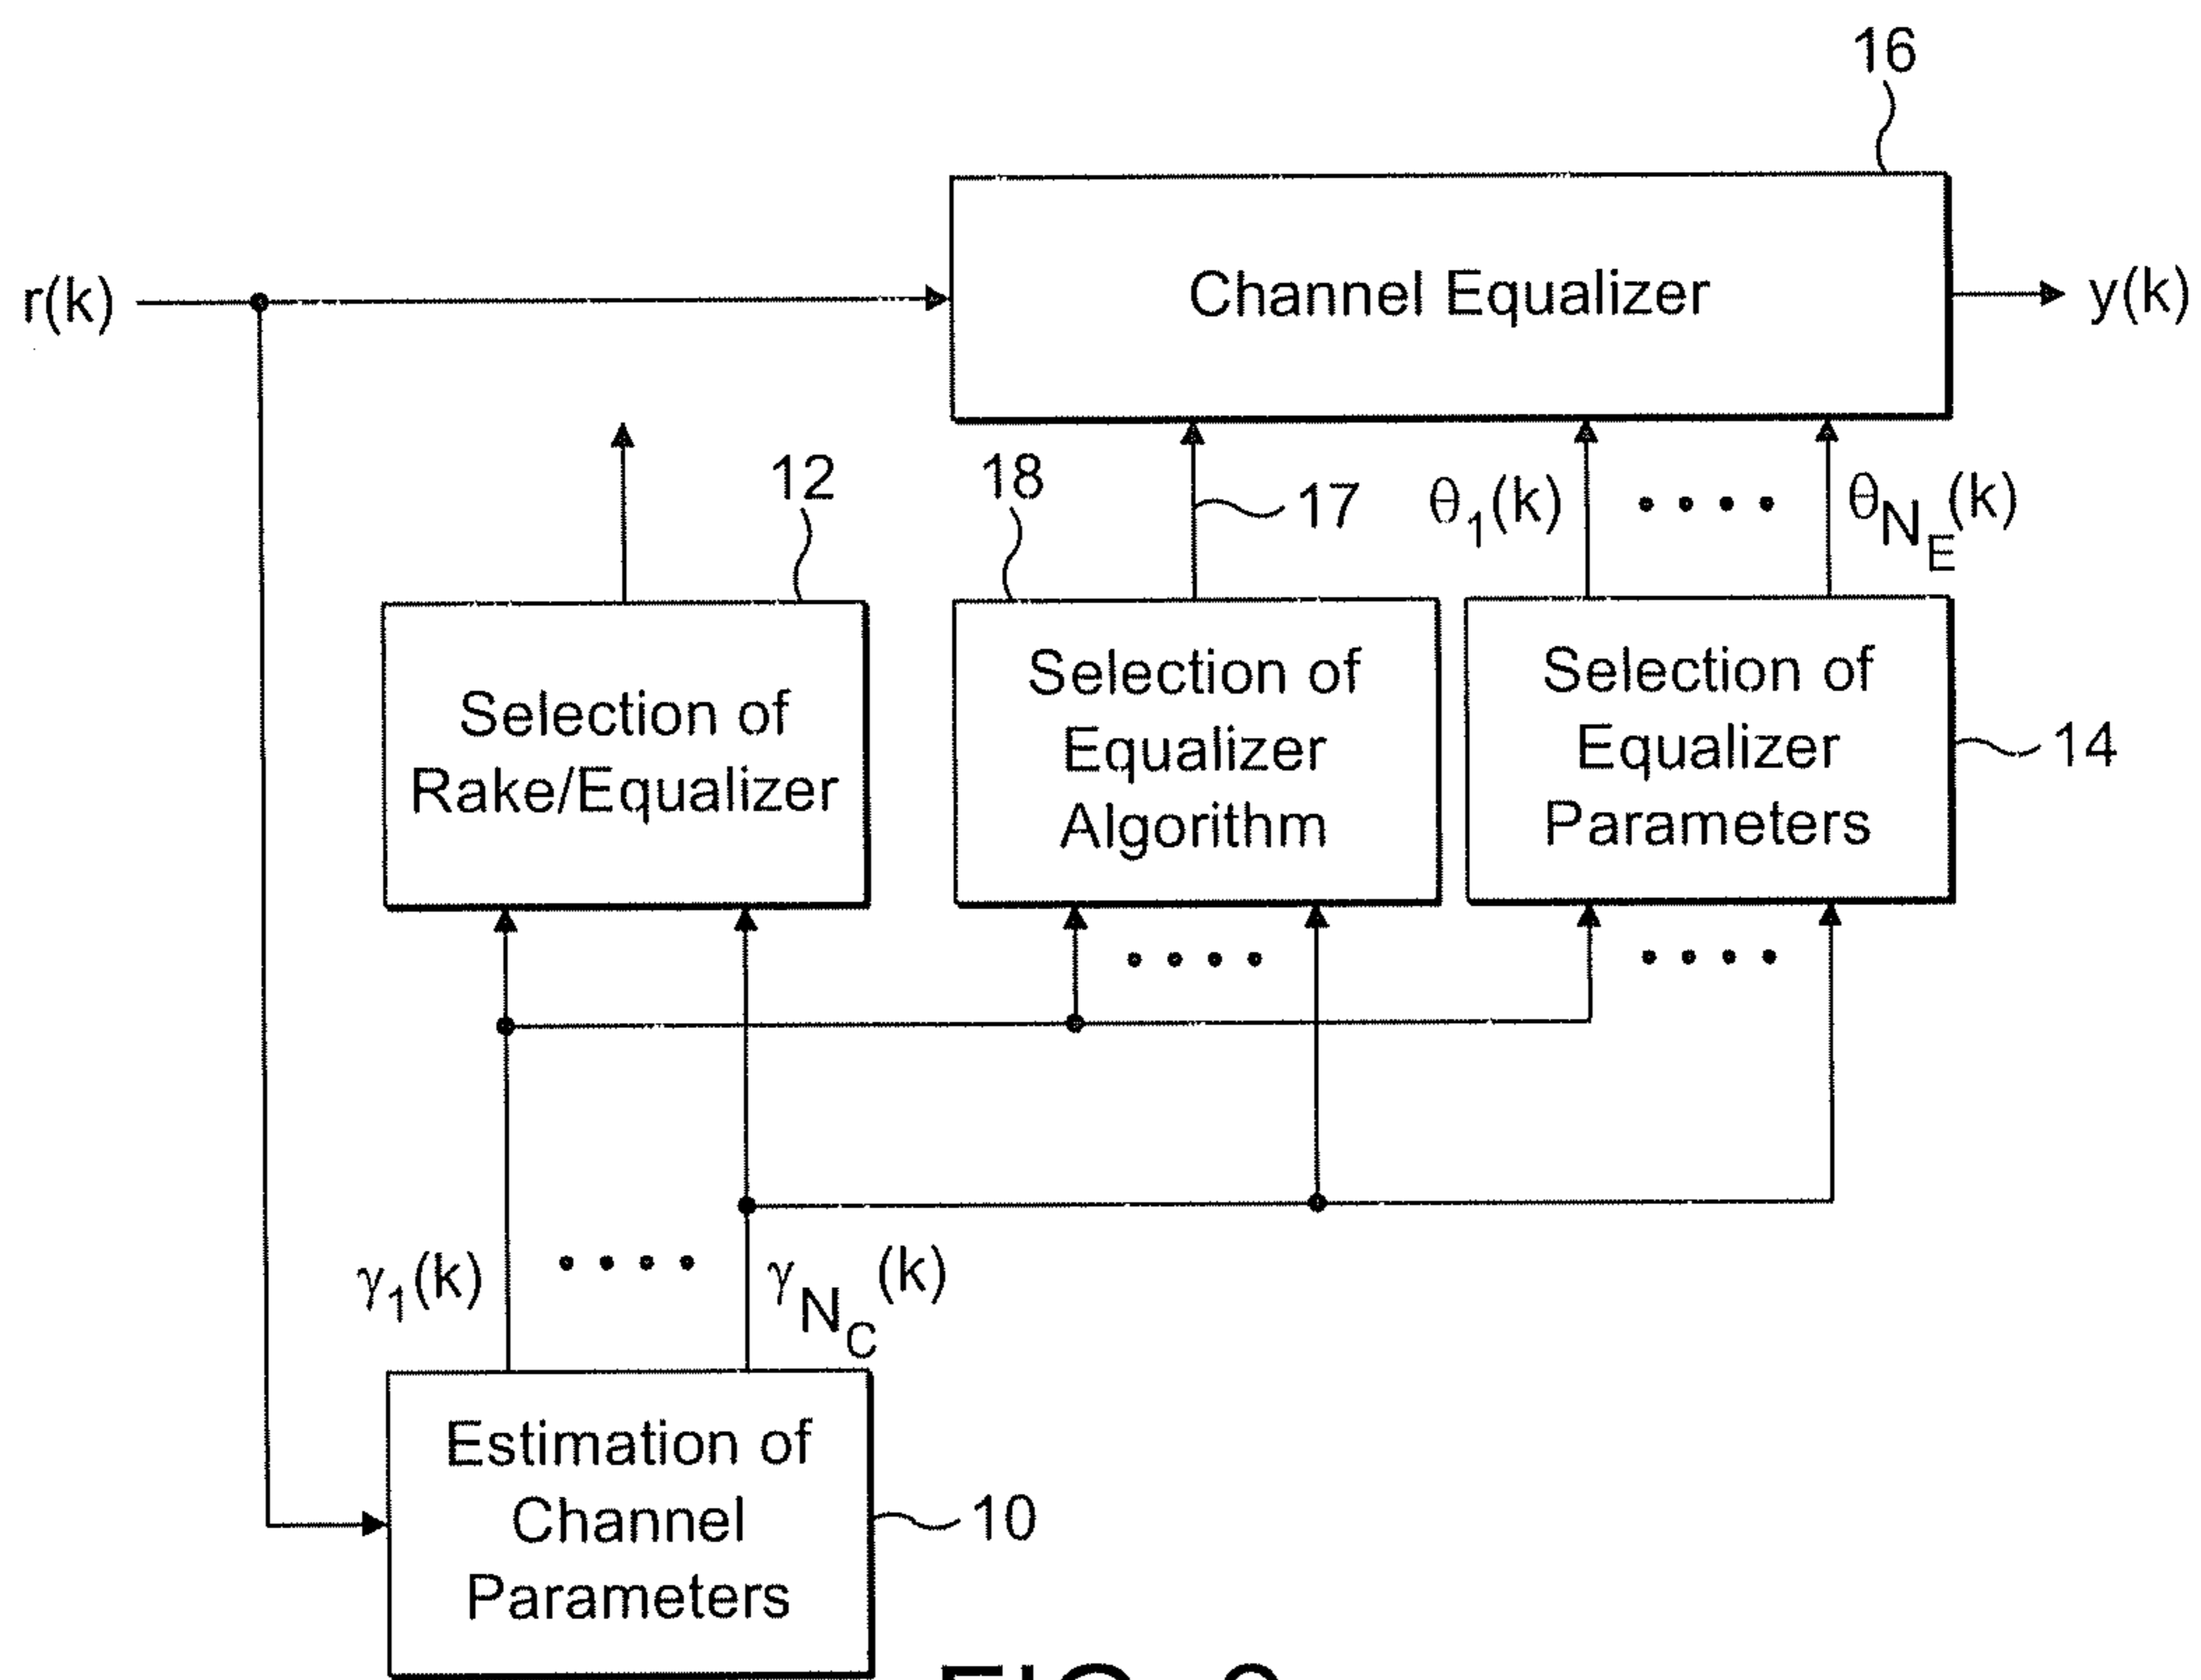 16
Channel Equalizer
r(k)
y(k)
12
18
17
θ1(k)
θNE(k)
Selection of
Rake/Equalizer
Selection of
Equalizer
Algorithm
Selection of
Equalizer
Parameters
14
γ1(k)
γNC(k)
Estimation of
Channel
Parameters
10